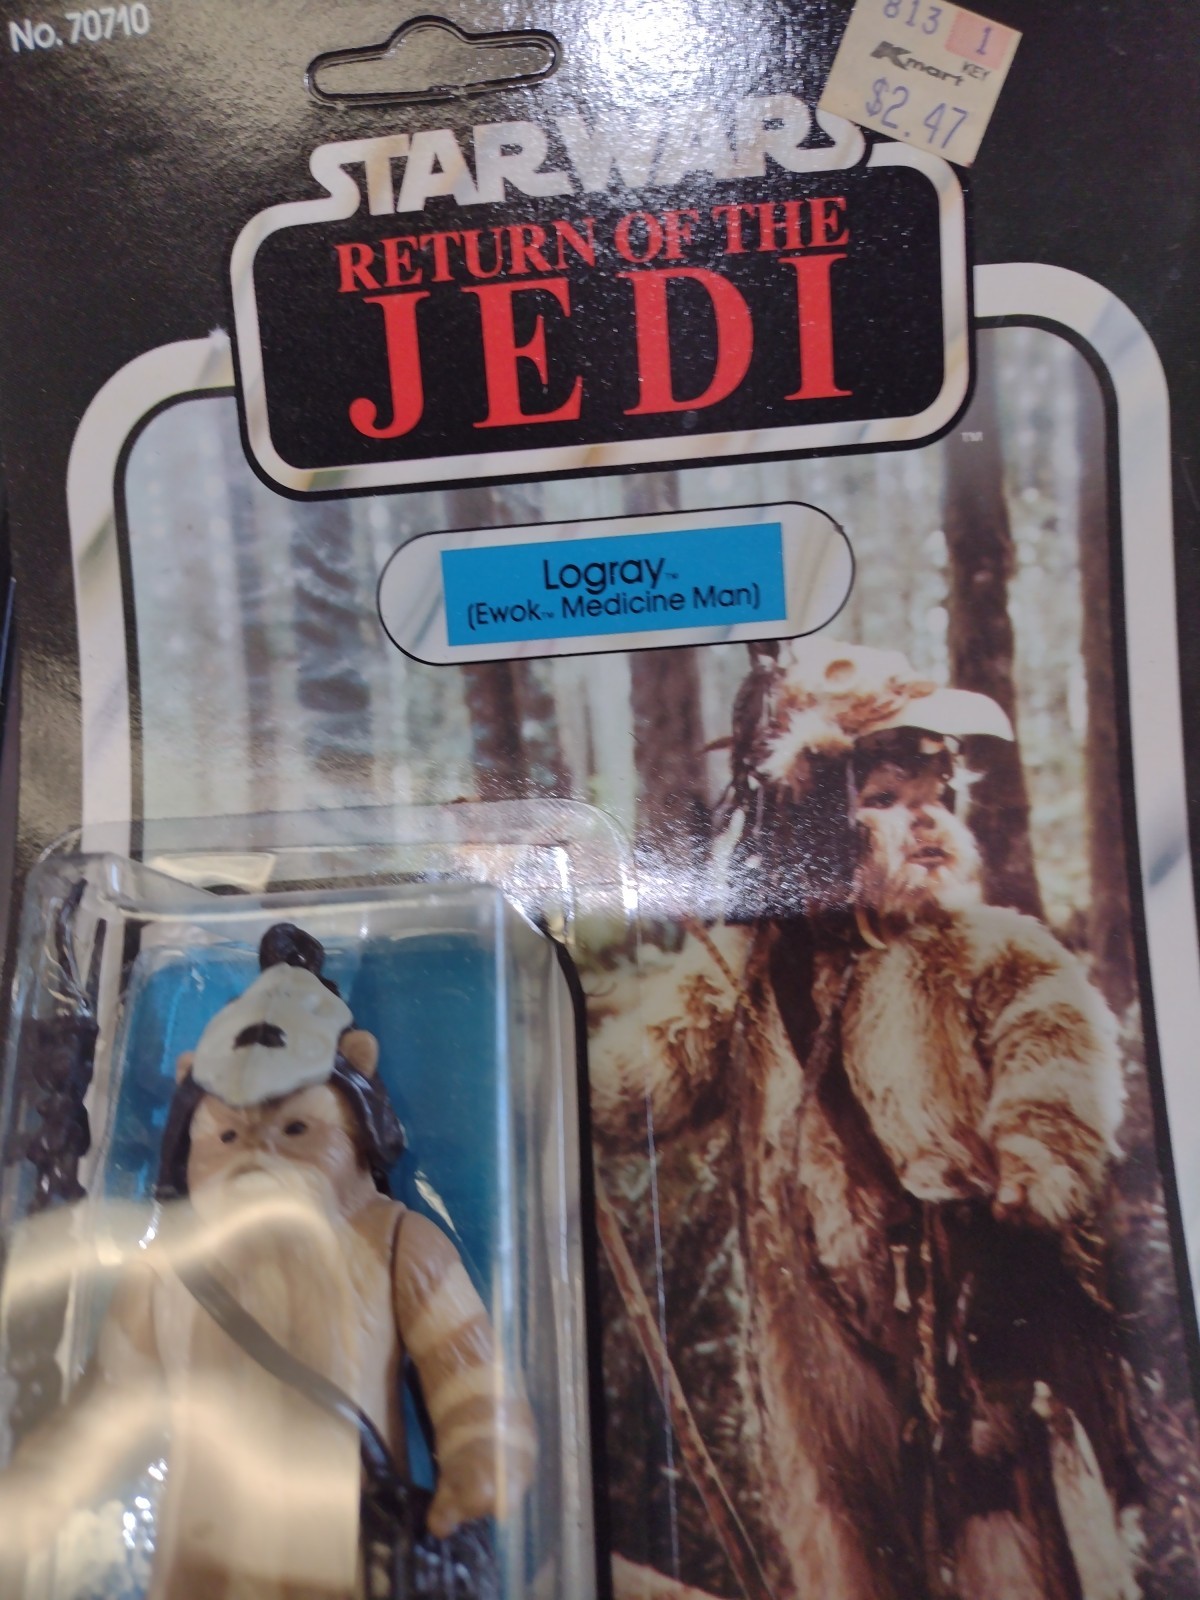 No. 70710
813 1
Kmart KEY
$2.47
STAR WARS
RETURN OF THE
JEDI
TM
Logray™
(Ewok™ Medicine Man)